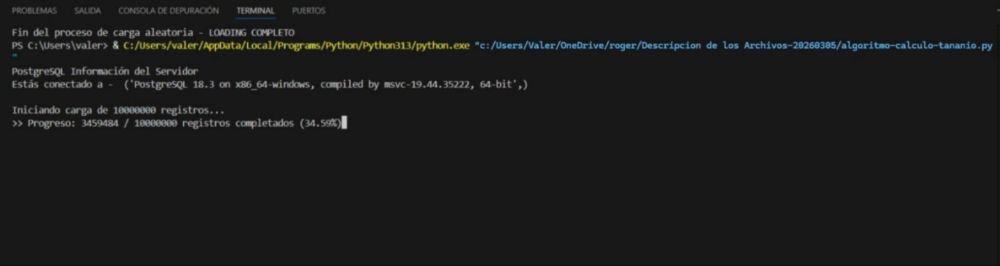 PROBLEMAS SALIDA CONSOLA DE DEPURACIÓN TERMINAL PUERTOS
Fin del proceso de carga aleatoria - LOADING COMPLETO
PS C:\Users\valer> & C:/Users/valer/AppData/Local/Programs/Python/Python313/python.exe "c:/Users/Valer/OneDrive/roger/Descripcion de los Archivos-20260305/algoritmo-calculo-tananio.py
"
PostgreSQL Información del Servidor
Estás conectado a -  ('PostgreSQL 18.3 on x86_64-windows, compiled by msvc-19.44.35222, 64-bit',)
Iniciando carga de 10000000 registros...
>> Progreso: 3459484 / 10000000 registros completados (34.59%)